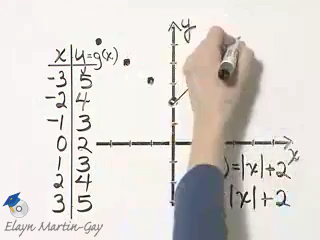 x y=g(x)
-3 5
-2 4
-1 3
0 2
1 3
2 4
3 5
y
x
)=|x|+2
|x|+2
Elayn Martin-Gay